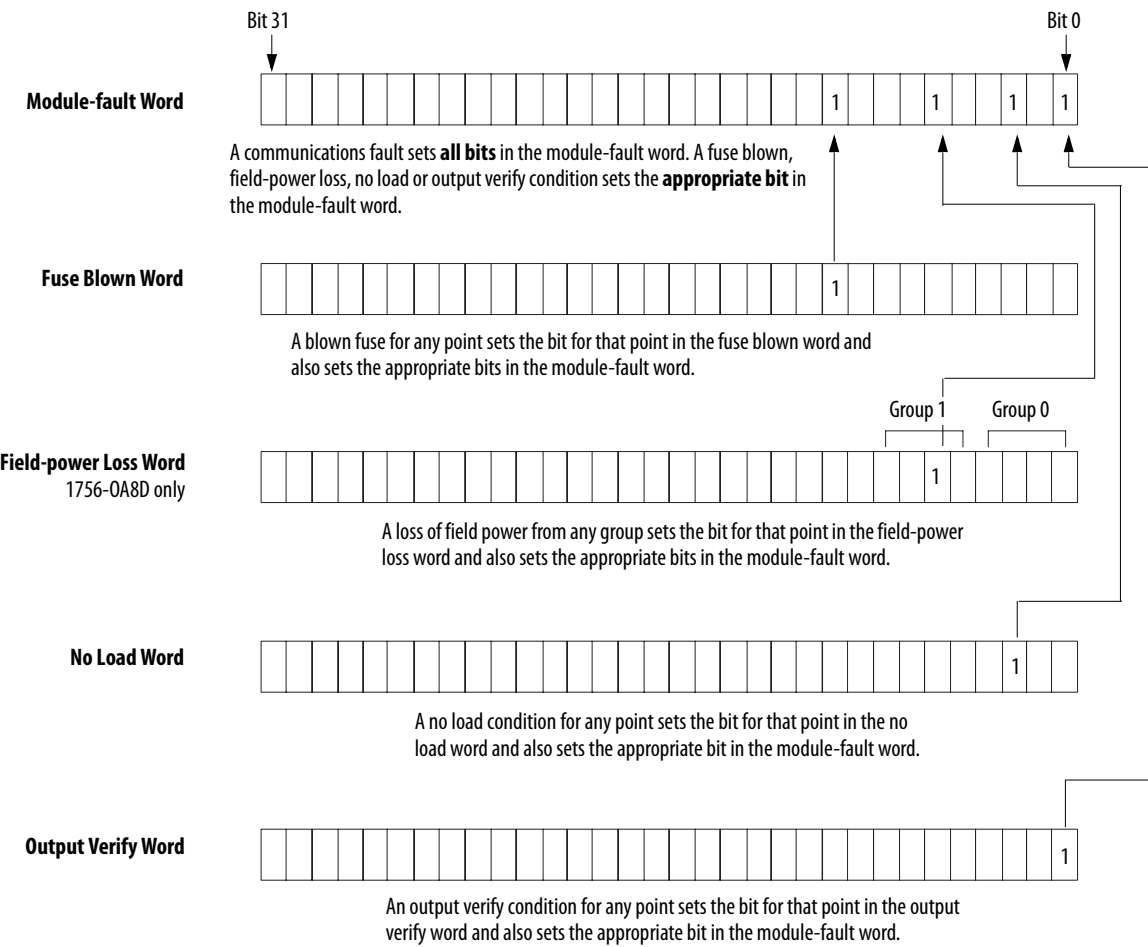 Bit 31
Bit 0
Module-fault Word
1 1 1 1
A communications fault sets all bits in the module-fault word. A fuse blown,
field-power loss, no load or output verify condition sets the appropriate bit in
the module-fault word.
Fuse Blown Word
1
A blown fuse for any point sets the bit for that point in the fuse blown word and
also sets the appropriate bits in the module-fault word.
Group 1
Group 0
Field-power Loss Word
1756-OA8D only
1
A loss of field power from any group sets the bit for that point in the field-power
loss word and also sets the appropriate bits in the module-fault word.
No Load Word
1
A no load condition for any point sets the bit for that point in the no
load word and also sets the appropriate bit in the module-fault word.
Output Verify Word
1
An output verify condition for any point sets the bit for that point in the output
verify word and also sets the appropriate bit in the module-fault word.